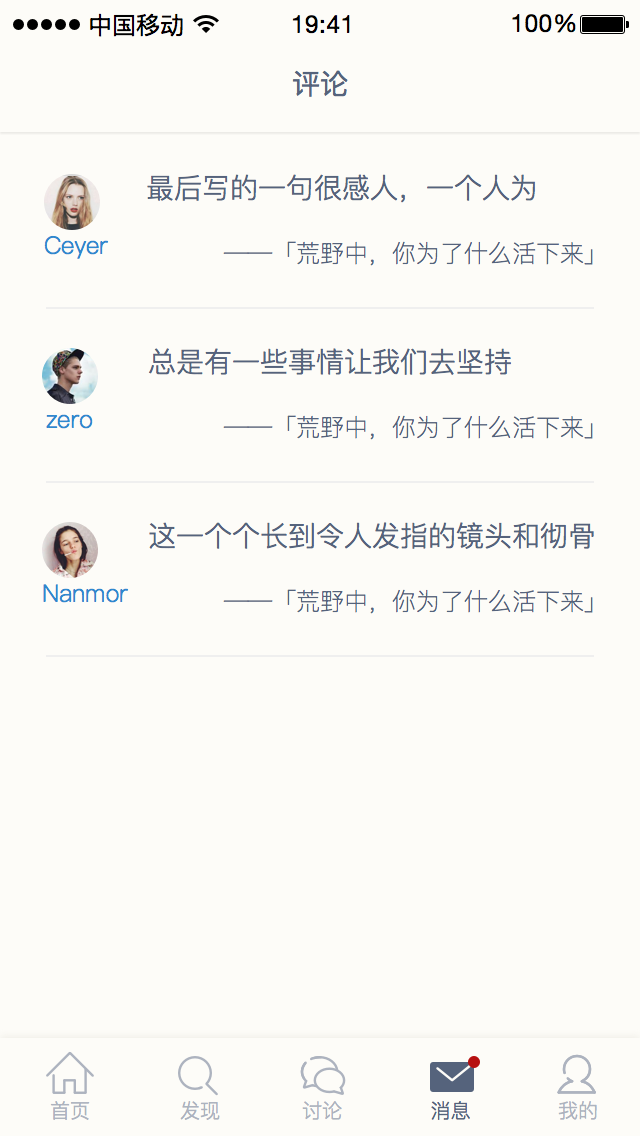 中国移动 19:41 100%
评论
最后写的一句很感人，一个人为
Ceyer
——「荒野中，你为了什么活下来」
总是有一些事情让我们去坚持
zero
——「荒野中，你为了什么活下来」
这一个个长到令人发指的镜头和彻骨
Nanmor
——「荒野中，你为了什么活下来」
首页 发现 讨论 消息 我的